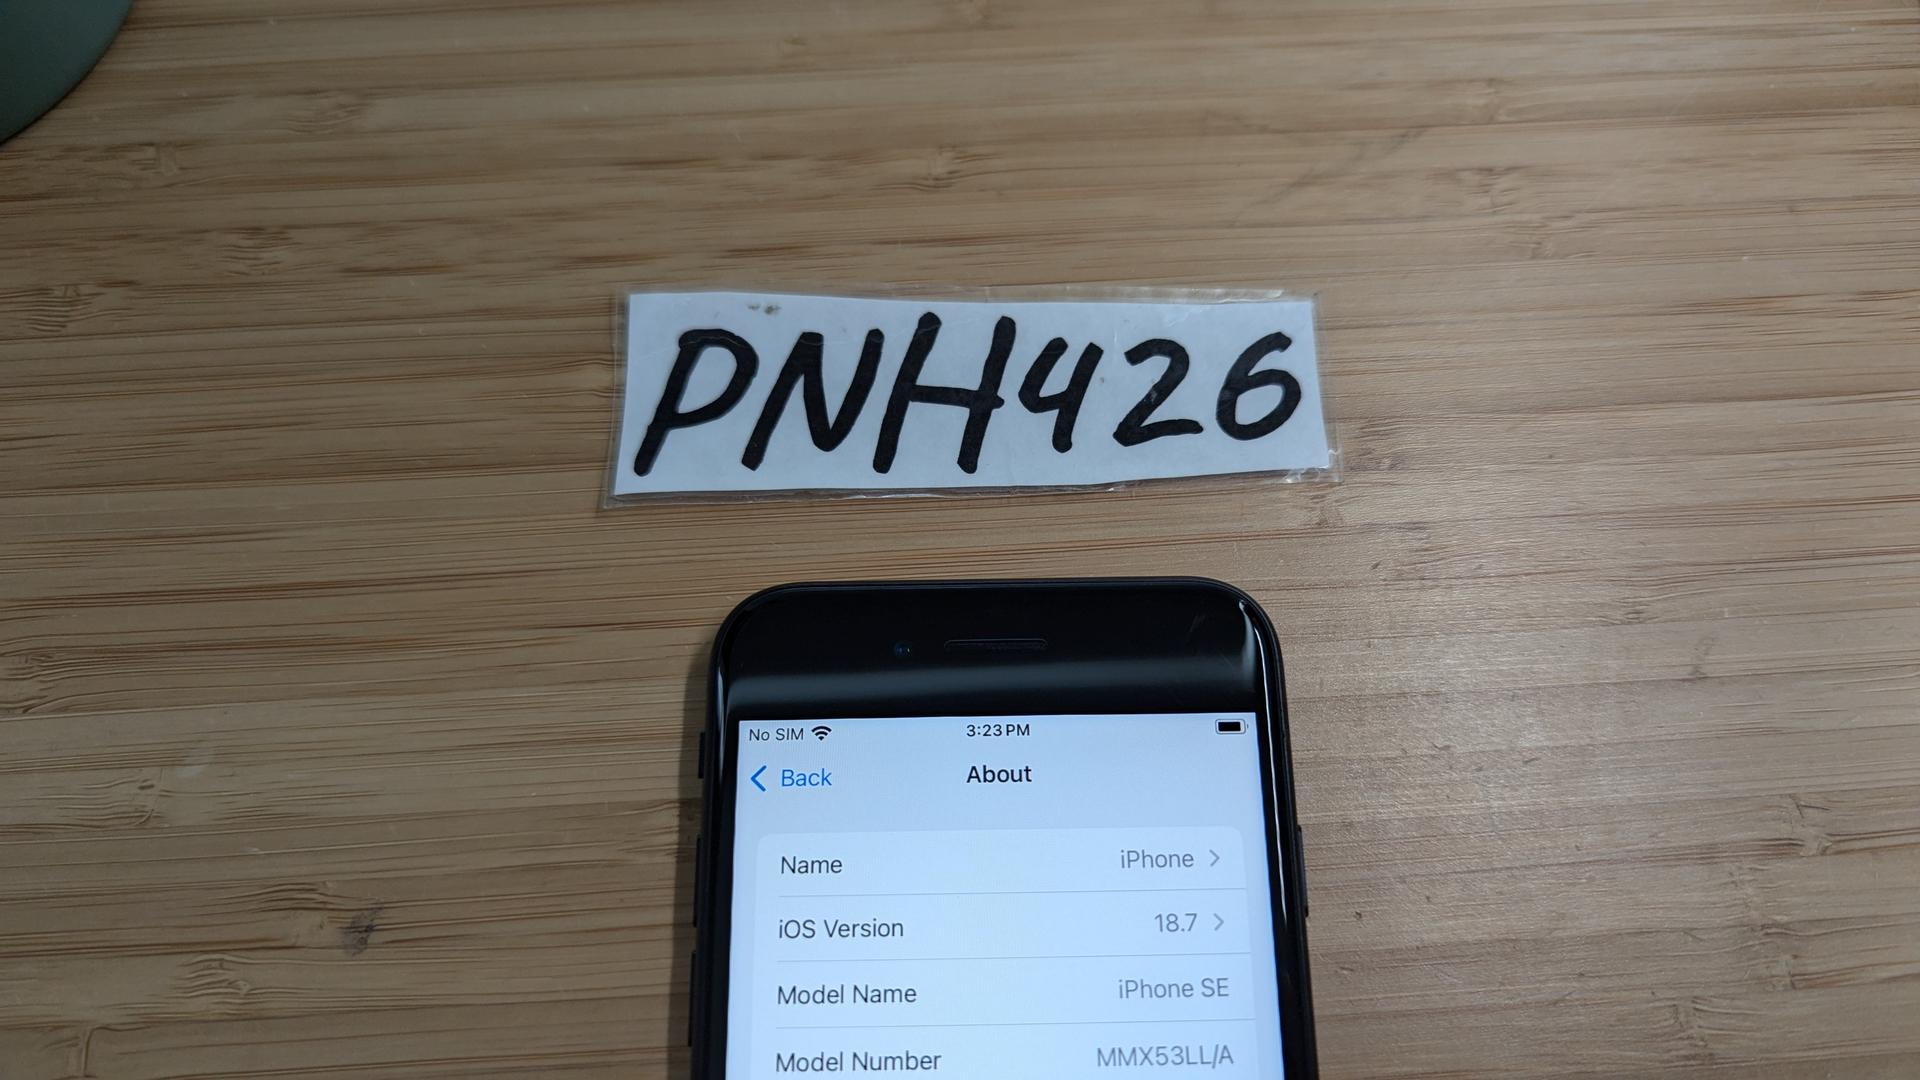 PNH426
No SIM 3:23 PM
Back About
Name iPhone
iOS Version 18.7
Model Name iPhone SE
Model Number MMX53LL/A